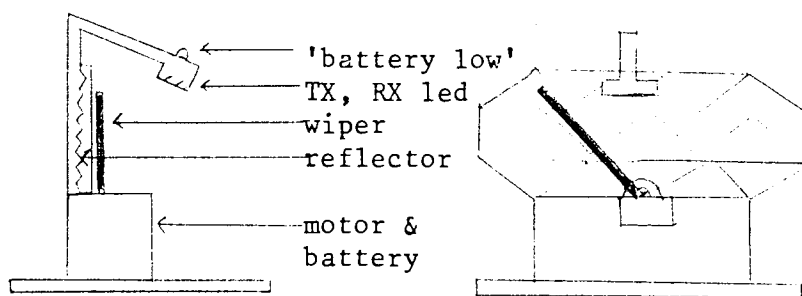 'battery low'
TX, RX led
wiper
reflector
motor &
battery